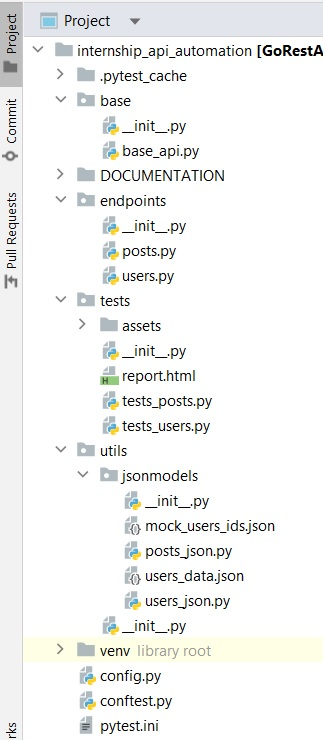 Project
Project
Commit
Pull Requests
rks
internship_api_automation [GoRestA
.pytest_cache
base
__init__.py
base_api.py
DOCUMENTATION
endpoints
__init__.py
posts.py
users.py
tests
assets
__init__.py
report.html
tests_posts.py
tests_users.py
utils
jsonmodels
__init__.py
mock_users_ids.json
posts_json.py
users_data.json
users_json.py
__init__.py
venv library root
config.py
conftest.py
pytest.ini